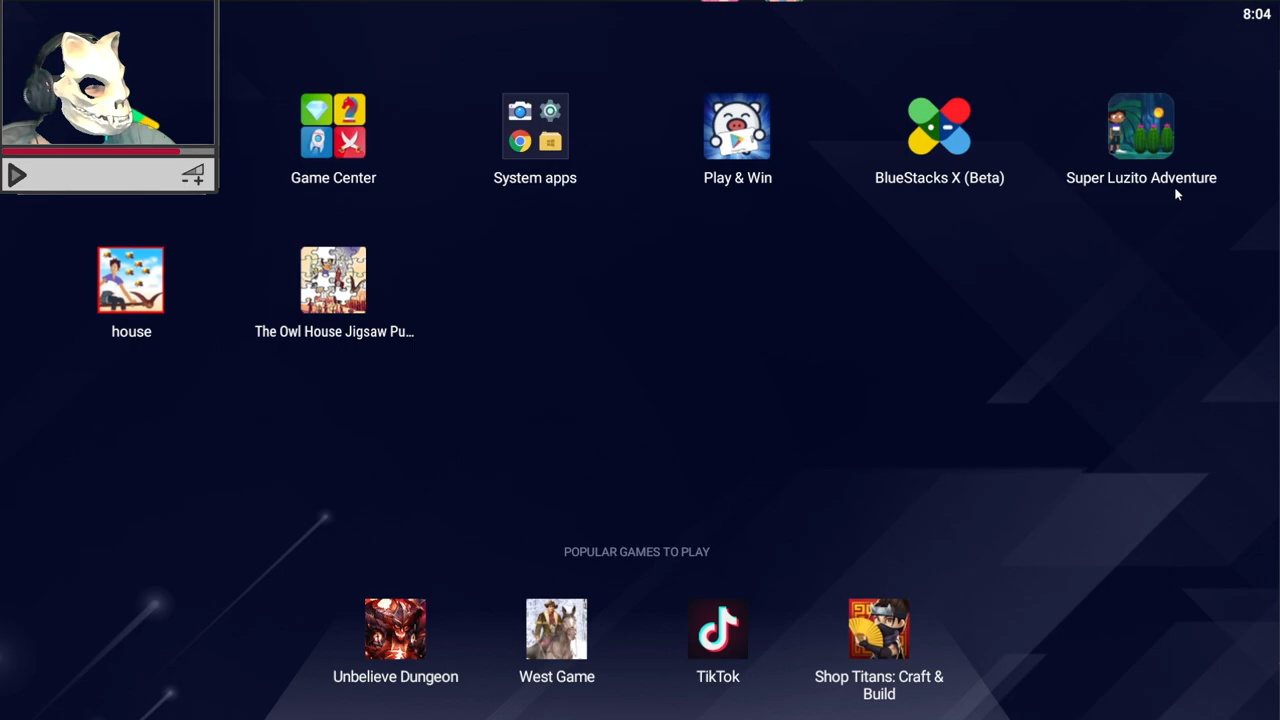 8:04
Game Center
System apps
Play & Win
BlueStacks X (Beta)
Super Luzito Adventure
house
The Owl House Jigsaw Pu...
POPULAR GAMES TO PLAY
Unbelieve Dungeon
West Game
TikTok
Shop Titans: Craft &
Build